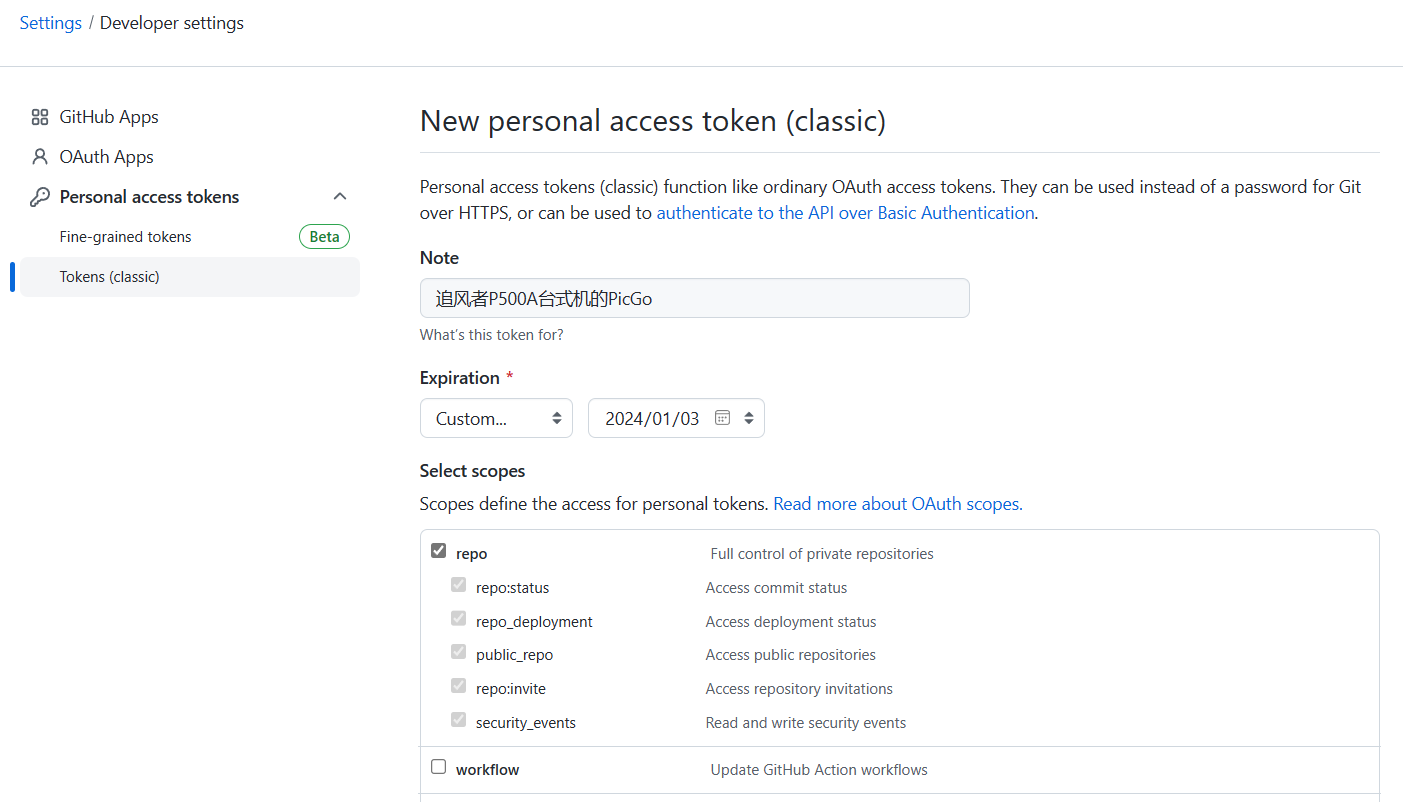 Settings / Developer settings
GitHub Apps
OAuth Apps
Personal access tokens
Fine-grained tokens Beta
Tokens (classic)
New personal access token (classic)
Personal access tokens (classic) function like ordinary OAuth access tokens. They can be used instead of a password for Git
over HTTPS, or can be used to authenticate to the API over Basic Authentication.
Note
追风者P500A台式机的PicGo
What's this token for?
Expiration *
Custom... 2024/01/03
Select scopes
Scopes define the access for personal tokens. Read more about OAuth scopes.
repo Full control of private repositories
repo:status Access commit status
repo_deployment Access deployment status
public_repo Access public repositories
repo:invite Access repository invitations
security_events Read and write security events
workflow Update GitHub Action workflows